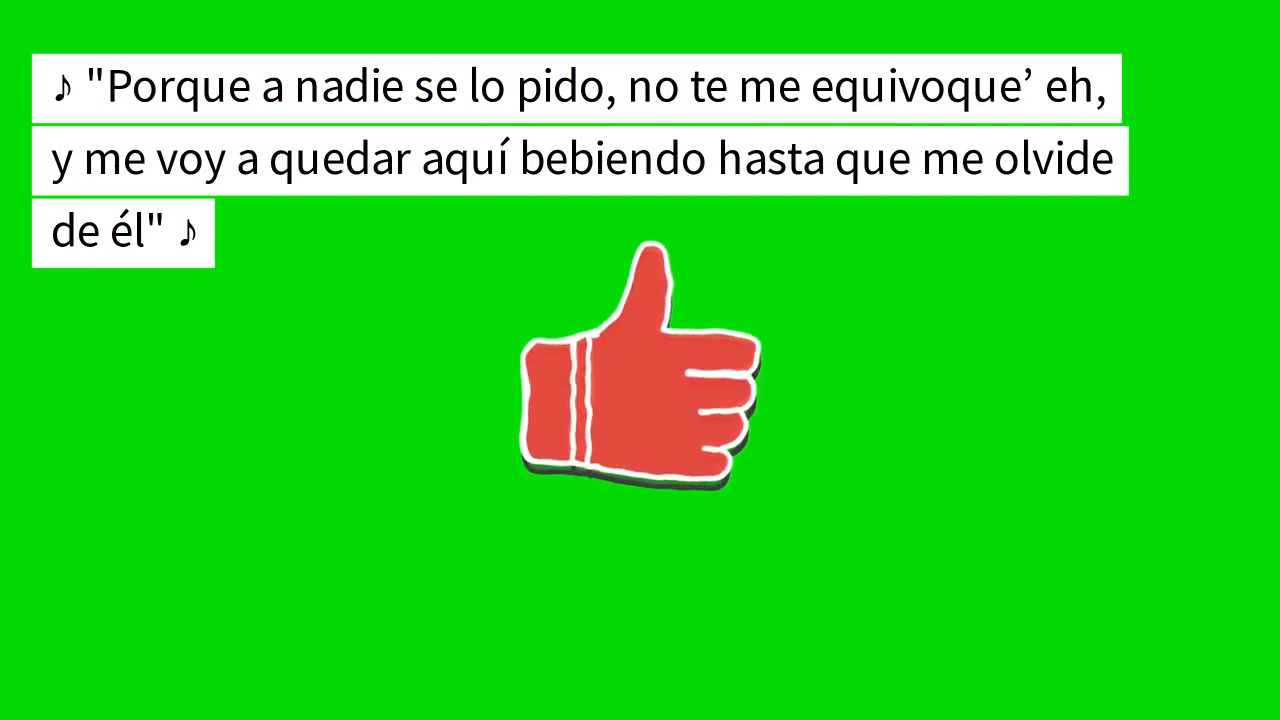 ♪ "Porque a nadie se lo pido, no te me equivoque’ eh,
y me voy a quedar aquí bebiendo hasta que me olvide
de él" ♪